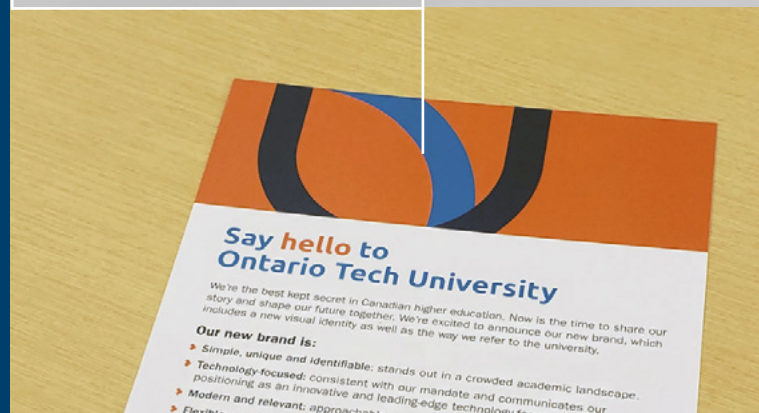 Say hello to
Ontario Tech University
We're the best kept secret in Canadian higher education. Now is the time to share our
story and shape our future together. We're excited to announce our new brand, which
includes a new visual identity as well as the way we refer to the university.
Our new brand is:
Simple, unique and identifiable: stands out in a crowded academic landscape.
Technology-focused: consistent with our mandate and communicates our
positioning as an innovative and leading-edge technology
Modern and relevant: